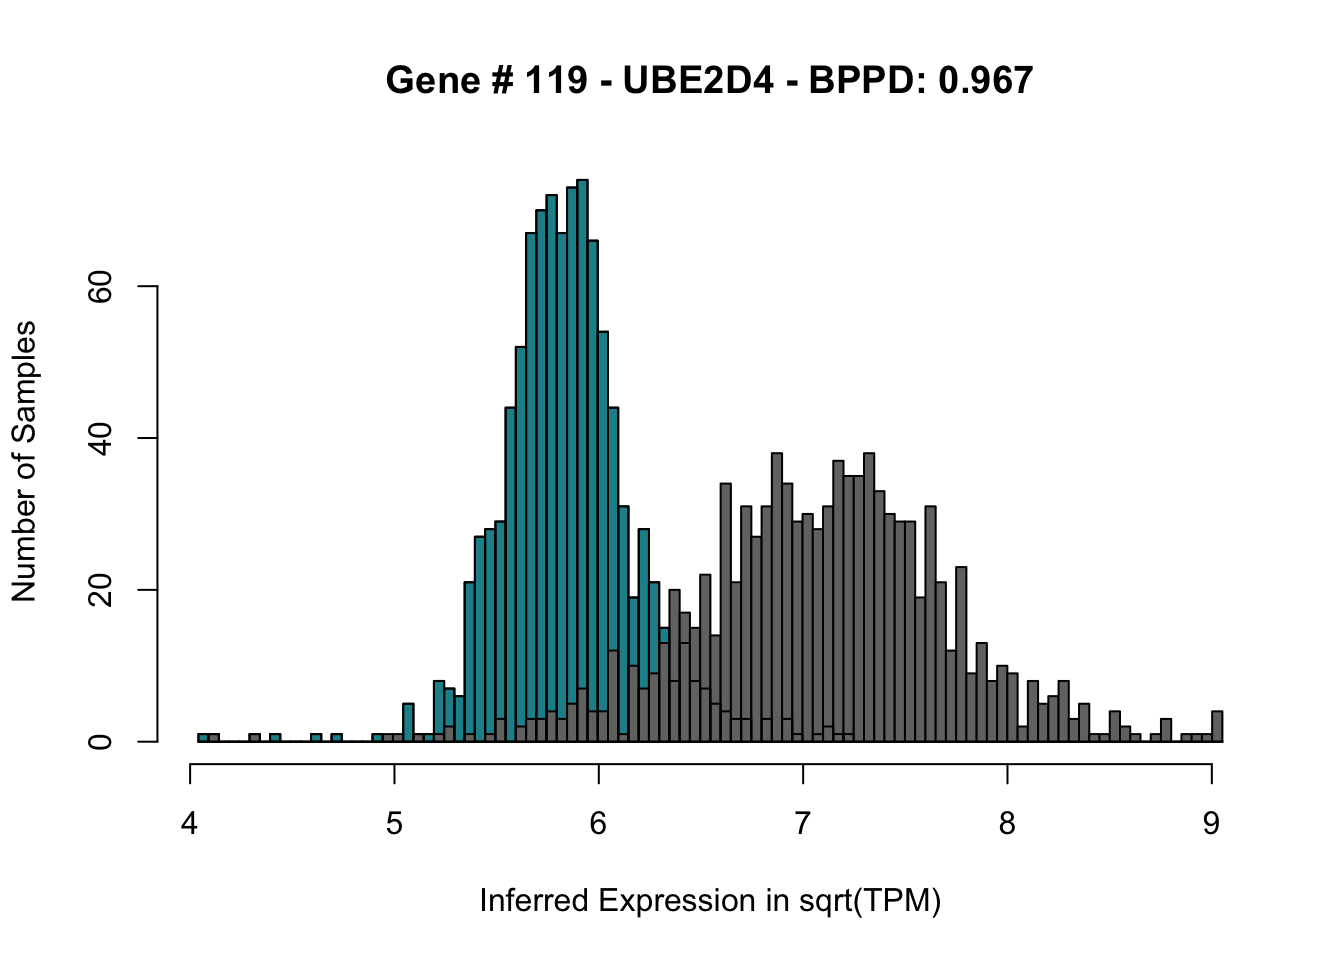 Gene # 119 - UBE2D4 - BPPD: 0.967
Number of Samples
60
40
20
0
4 5 6 7 8 9
Inferred Expression in sqrt(TPM)